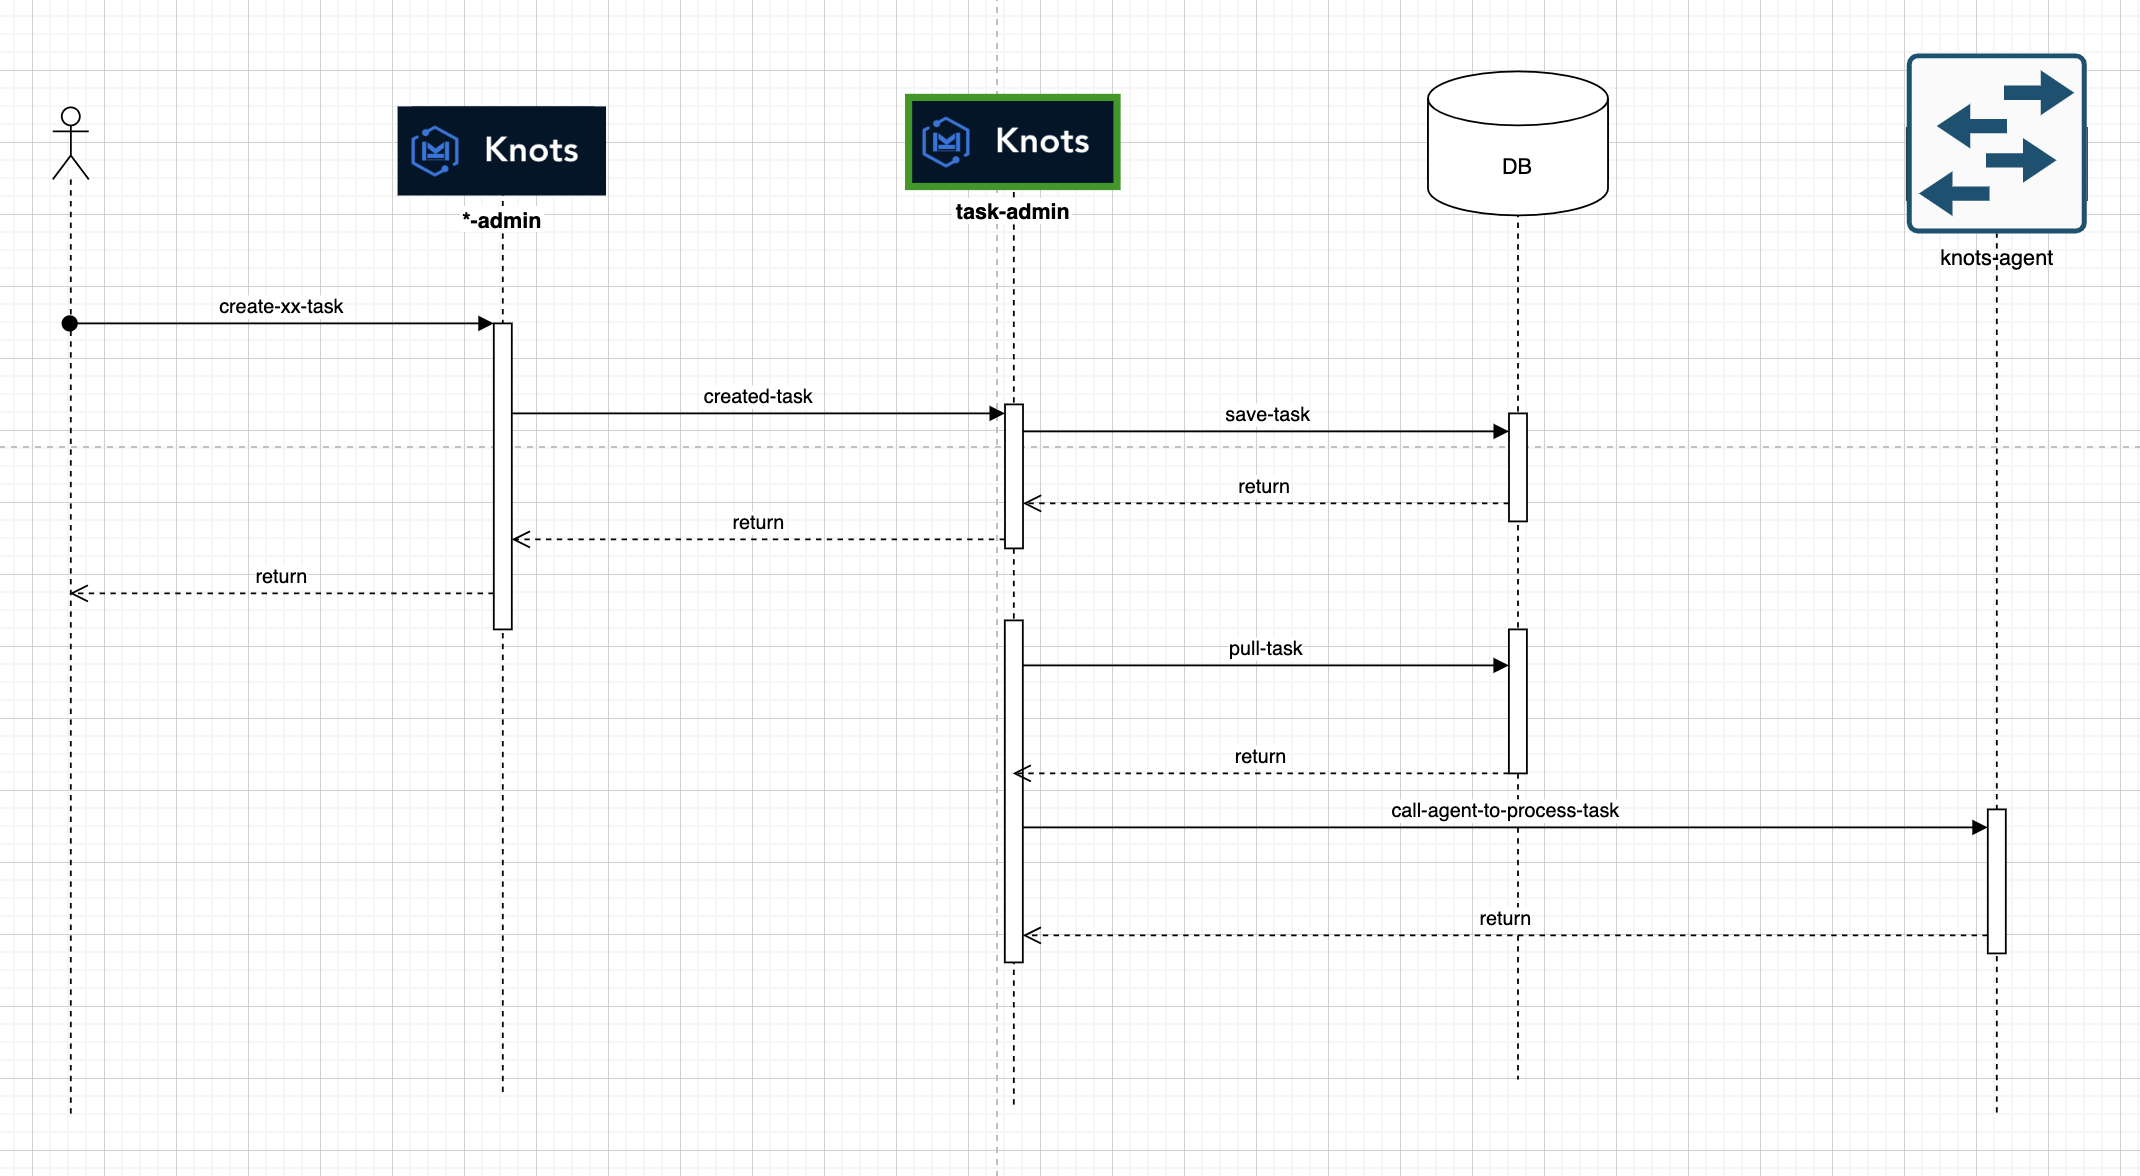 Knots
*-admin
Knots
task-admin
DB
knots-agent
create-xx-task
created-task
save-task
return
return
return
pull-task
return
call-agent-to-process-task
return